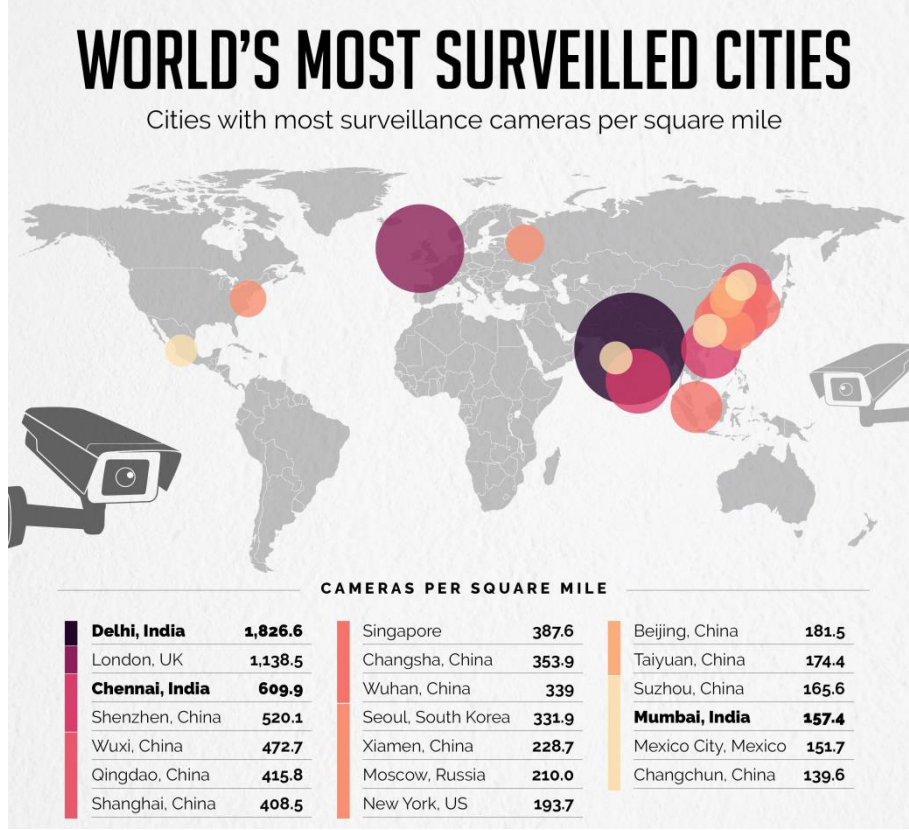 WORLD'S MOST SURVEILLED CITIES
Cities with most surveillance cameras per square mile
CAMERAS PER SQUARE MILE
Delhi, India 1,826.6
London, UK 1,138.5
Chennai, India 609.9
Shenzhen, China 520.1
Wuxi, China 472.7
Qingdao, China 415.8
Shanghai, China 408.5
Singapore 387.6
Changsha, China 353.9
Wuhan, China 339
Seoul, South Korea 331.9
Xiamen, China 228.7
Moscow, Russia 210.0
New York, US 193.7
Beijing, China 181.5
Taiyuan, China 174.4
Suzhou, China 165.6
Mumbai, India 157.4
Mexico City, Mexico 151.7
Changchun, China 139.6